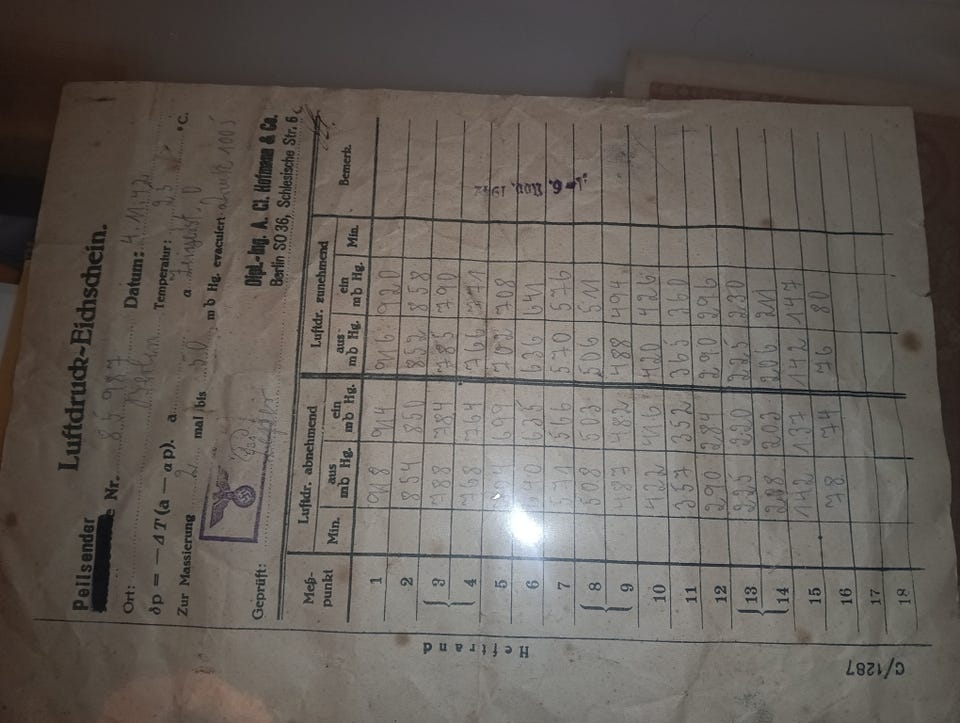 Luftdruck-Eichschein.
Peilsender
Nr. 85987
Datum: 4.11.42
Ort: Berlin
Temperatur: 23 °C.
δp = — ΔT (a — αp). a
Zur Massierung 2 mal bis 50 mb Hg. evacuiert
Geprüft:
Dipl.-Ing. A. Cl. Hofmann & Co.
Berlin SO 36, Schlesische Str. 6
Meß-punkt Luftdr. abnehmend Luftdr. zunehmend Bemerk.
Min. aus mb Hg. ein mb Hg. aus mb Hg. ein mb Hg. Min.
1 918 914 916 920
2 854 850 852 858
3 788 784 785 790
4 768 764 766 771
5 704 699 702 708
6 640 635 636 641
7 571 566 570 576
8 508 503 506 511
9 487 482 488 494
10 422 416 420 426
11 357 352 365 360
12 290 284 290 296
13 225 220 225 230
14 208 203 206 211
15 142 137 142 147
16 78 74 76 80
17
18
6. Nov. 1942
Heftrand
C/1287